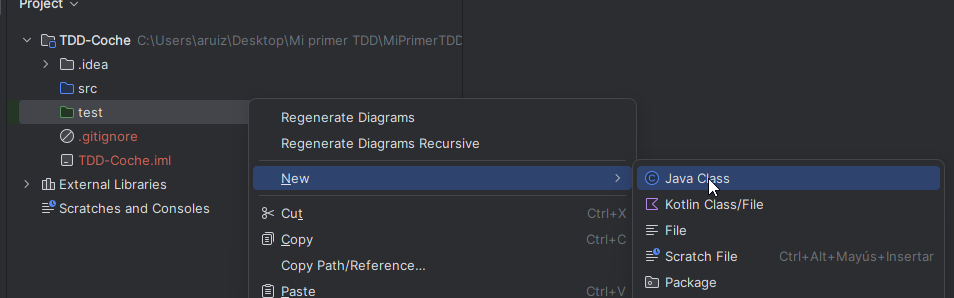 Project
TDD-Coche C:\Users\aruiz\Desktop\Mi primer TDD\MiPrimerTDD
.idea
src
test
.gitignore
TDD-Coche.iml
External Libraries
Scratches and Consoles
Regenerate Diagrams
Regenerate Diagrams Recursive
New
Cut Ctrl+X
Copy Ctrl+C
Copy Path/Reference...
Paste Ctrl+V
Java Class
Kotlin Class/File
File
Scratch File Ctrl+Alt+Mayús+Insertar
Package